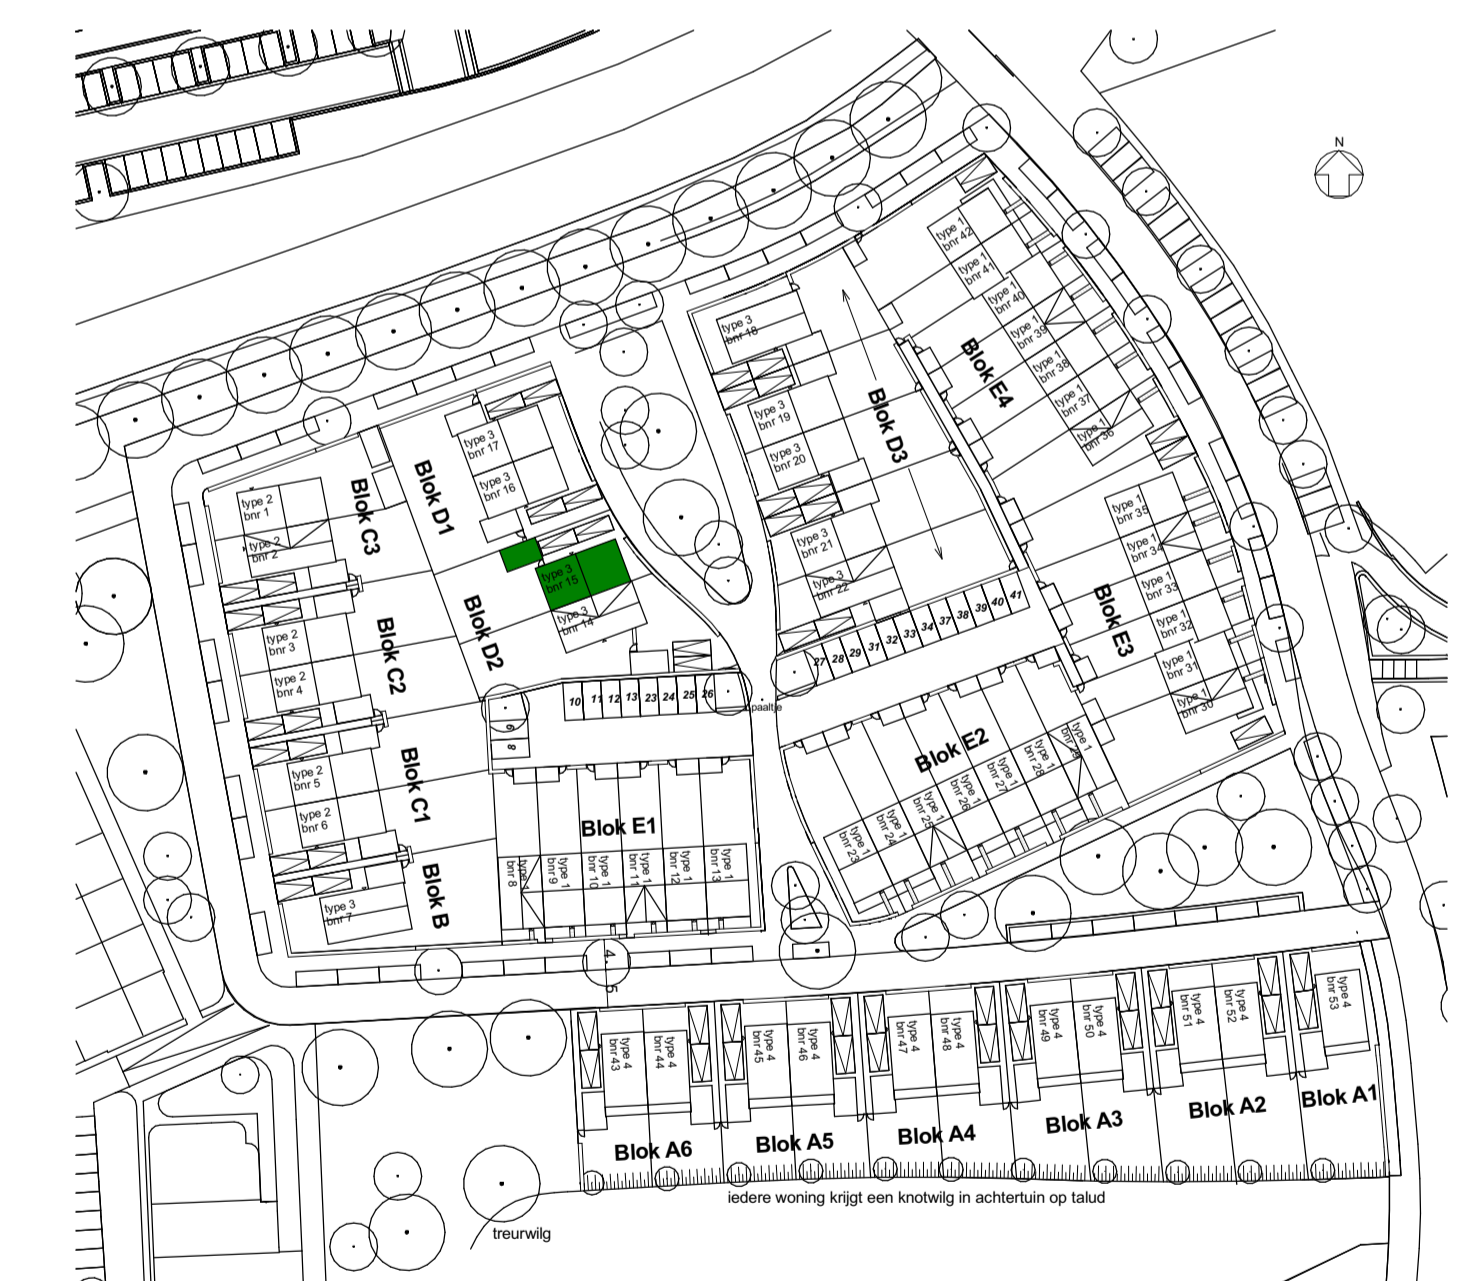 N
type 1
bnr 42
type 1
bnr 41
type 1
bnr 40
type 1
bnr 39
type 1
bnr 38
type 1
bnr 37
type 1
bnr 36
Blok E4
type 3
bnr 18
type 3
bnr 19
type 3
bnr 20
Blok D3
type 3
bnr 21
type 3
bnr 22
type 3
bnr 17
type 3
bnr 16
Blok D1
type 3
bnr 15
type 3
bnr 14
Blok D2
type 2
bnr 1
type 2
bnr 2
Blok C3
type 2
bnr 3
type 2
bnr 4
Blok C2
type 2
bnr 5
type 2
bnr 6
Blok C1
type 3
bnr 7
Blok B
type 1
bnr 35
type 1
bnr 34
type 1
bnr 33
type 1
bnr 32
type 1
bnr 31
type 1
bnr 30
Blok E3
27 28 29 31 32 33 34 37 38 39 40 41
10 11 12 13 23 24 25 26
9
8
paaltje
Blok E2
type 1
bnr 23
type 1
bnr 24
type 1
bnr 25
type 1
bnr 26
type 1
bnr 27
type 1
bnr 28
type 1
bnr 29
Blok E1
type 1
bnr 8
type 1
bnr 9
type 1
bnr 10
type 1
bnr 11
type 1
bnr 12
type 1
bnr 13
type 4
bnr 43
type 4
bnr 44
Blok A6
type 4
bnr 45
type 4
bnr 46
Blok A5
type 4
bnr 47
type 4
bnr 48
Blok A4
type 4
bnr 49
type 4
bnr 50
Blok A3
type 4
bnr 51
type 4
bnr 52
Blok A2
type 4
bnr 53
Blok A1
iedere woning krijgt een knotwilg in achtertuin op talud
treurwilg